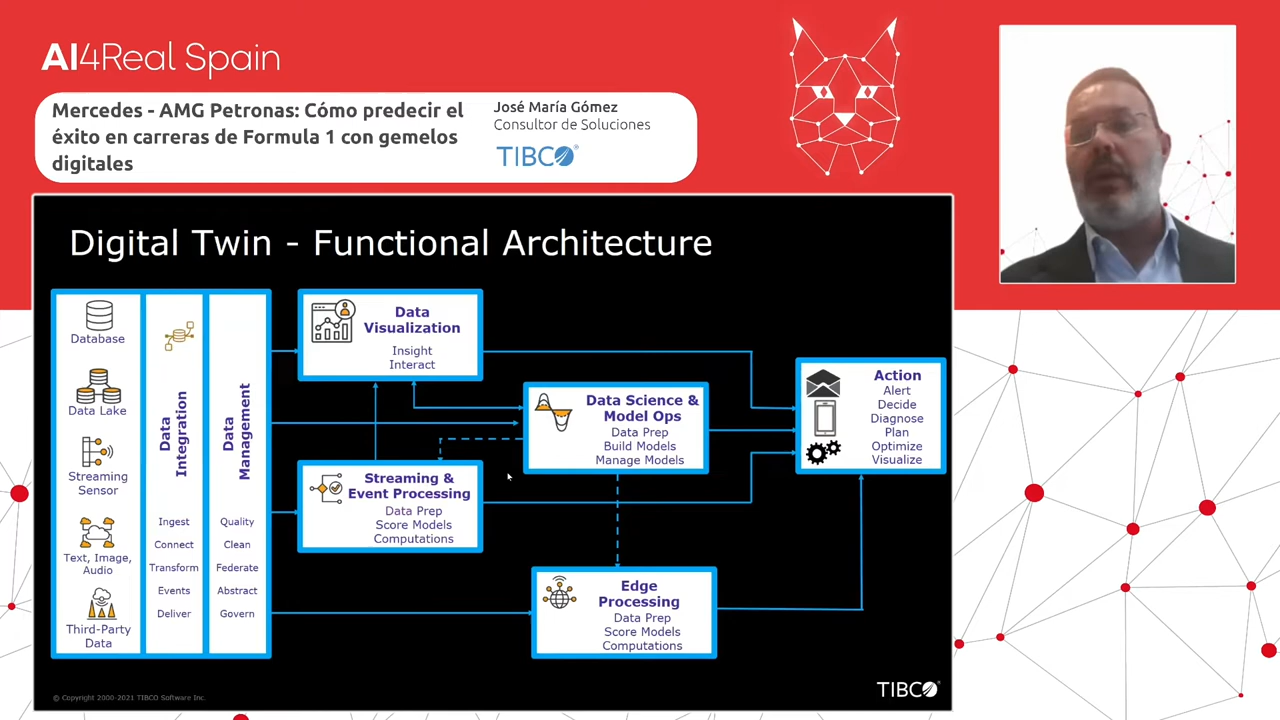 AI4Real Spain
Mercedes - AMG Petronas: Cómo predecir el
éxito en carreras de Formula 1 con gemelos
digitales
José María Gómez
Consultor de Soluciones
TIBCO®
Digital Twin - Functional Architecture
Database
Data Lake
Streaming
Sensor
Text, Image,
Audio
Third-Party
Data
Data
Integration
Ingest
Connect
Transform
Events
Deliver
Data
Management
Quality
Clean
Federate
Abstract
Govern
Data
Visualization
Insight
Interact
Streaming &
Event Processing
Data Prep
Score Models
Computations
Data Science &
Model Ops
Data Prep
Build Models
Manage Models
Edge
Processing
Data Prep
Score Models
Computations
Action
Alert
Decide
Diagnose
Plan
Optimize
Visualize
© Copyright 2000-2021 TIBCO Software Inc.
TIBCO®